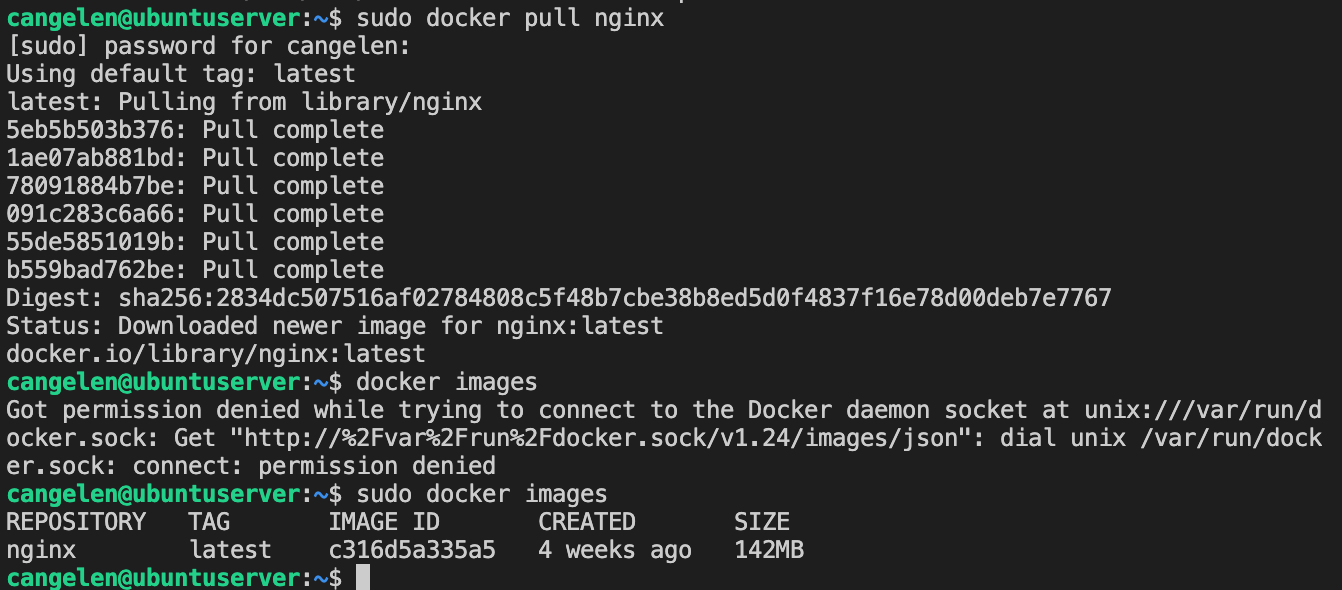 cangelen@ubuntuserver:~$ sudo docker pull nginx
[sudo] password for cangelen:
Using default tag: latest
latest: Pulling from library/nginx
5eb5b503b376: Pull complete
1ae07ab881bd: Pull complete
78091884b7be: Pull complete
091c283c6a66: Pull complete
55de5851019b: Pull complete
b559bad762be: Pull complete
Digest: sha256:2834dc507516af02784808c5f48b7cbe38b8ed5d0f4837f16e78d00deb7e7767
Status: Downloaded newer image for nginx:latest
docker.io/library/nginx:latest
cangelen@ubuntuserver:~$ docker images
Got permission denied while trying to connect to the Docker daemon socket at unix:///var/run/d
ocker.sock: Get "http://%2Fvar%2Frun%2Fdocker.sock/v1.24/images/json": dial unix /var/run/dock
er.sock: connect: permission denied
cangelen@ubuntuserver:~$ sudo docker images
REPOSITORY   TAG       IMAGE ID       CREATED       SIZE
nginx        latest    c316d5a335a5   4 weeks ago   142MB
cangelen@ubuntuserver:~$